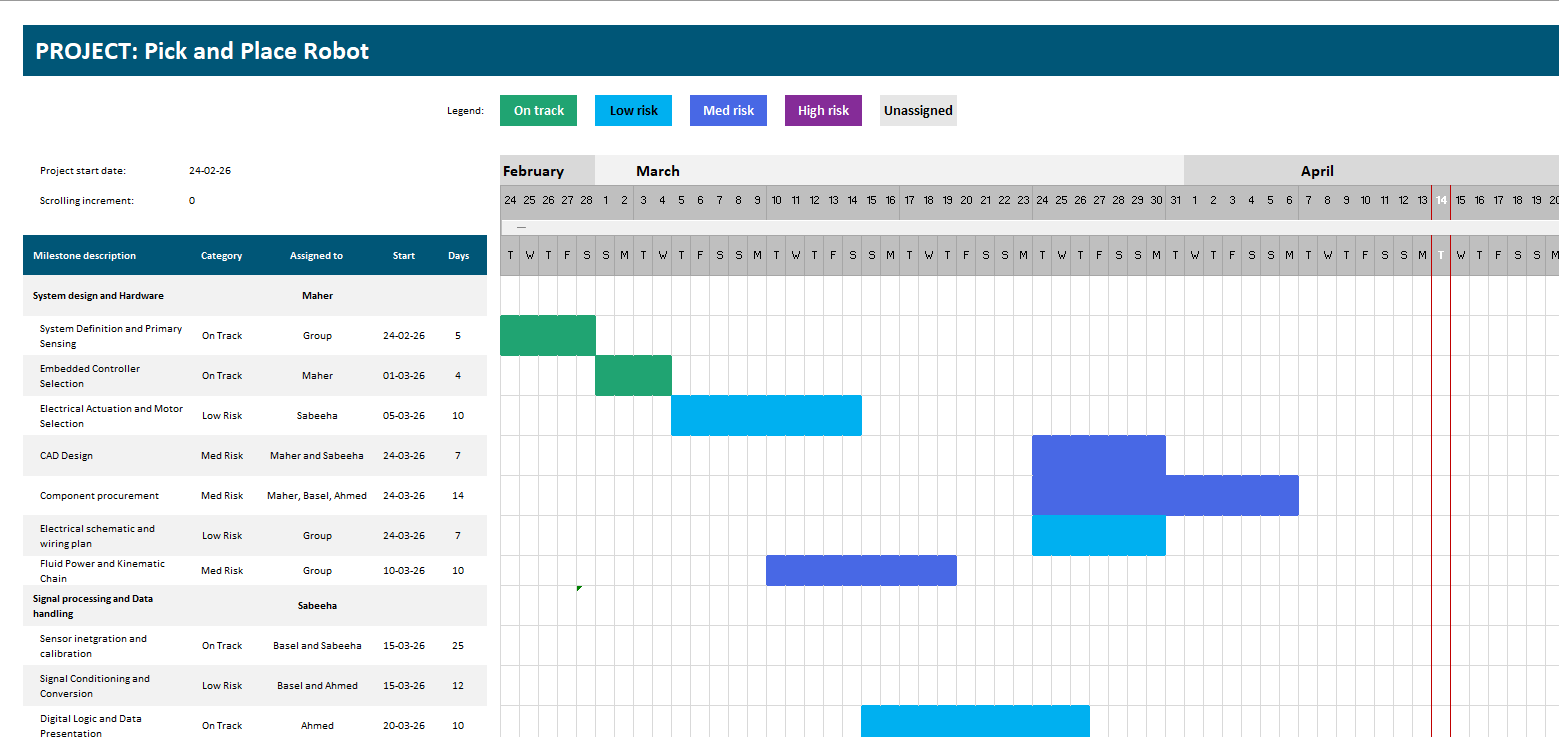 PROJECT: Pick and Place Robot
Legend: On track Low risk Med risk High risk Unassigned
Project start date: 24-02-26
Scrolling increment: 0
February March April
24 25 26 27 28 1 2 3 4 5 6 7 8 9 10 11 12 13 14 15 16 17 18 19 20 21 22 23 24 25 26 27 28 29 30 31 1 2 3 4 5 6 7 8 9 10 11 12 13 14 15 16 17 18 19 20
Milestone description Category Assigned to Start Days
T W T F S S M T W T F S S M T W T F S S M T W T F S S M T W T F S S M T W T F S S M T W T F S S M T W T F S S M
System design and Hardware Maher
System Definition and Primary
Sensing On Track Group 24-02-26 5
Embedded Controller
Selection On Track Maher 01-03-26 4
Electrical Actuation and Motor
Selection Low Risk Sabeeha 05-03-26 10
CAD Design Med Risk Maher and Sabeeha 24-03-26 7
Component procurement Med Risk Maher, Basel, Ahmed 24-03-26 14
Electrical schematic and
wiring plan Low Risk Group 24-03-26 7
Fluid Power and Kinematic
Chain Med Risk Group 10-03-26 10
Signal processing and Data
handling Sabeeha
Sensor inetgration and
calibration On Track Basel and Sabeeha 15-03-26 25
Signal Conditioning and
Conversion Low Risk Basel and Ahmed 15-03-26 12
Digital Logic and Data
Presentation On Track Ahmed 20-03-26 10